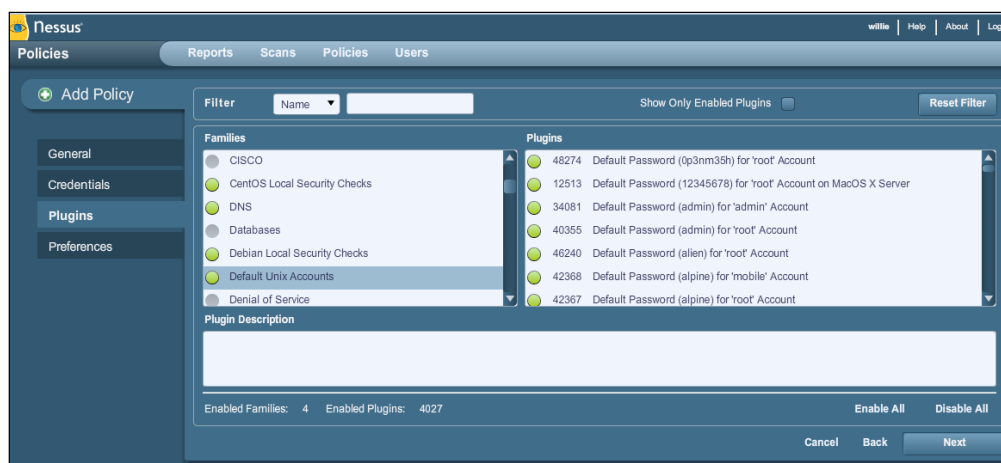 nessus
willie Help About
Policies
Reports Scans Policies Users
Add Policy
General
Credentials
Plugins
Preferences
Filter Name Show Only Enabled Plugins Reset Filter
Families
CISCO
CentOS Local Security Checks
DNS
Databases
Debian Local Security Checks
Default Unix Accounts
Denial of Service
Plugins
48274 Default Password (0p3nm35h) for 'root' Account
12513 Default Password (12345678) for 'root' Account on MacOS X Server
34081 Default Password (admin) for 'admin' Account
40355 Default Password (admin) for 'root' Account
46240 Default Password (alien) for 'root' Account
42368 Default Password (alpine) for 'mobile' Account
42367 Default Password (alpine) for 'root' Account
Plugin Description
Enabled Families: 4 Enabled Plugins: 4027
Enable All Disable All
Cancel Back Next